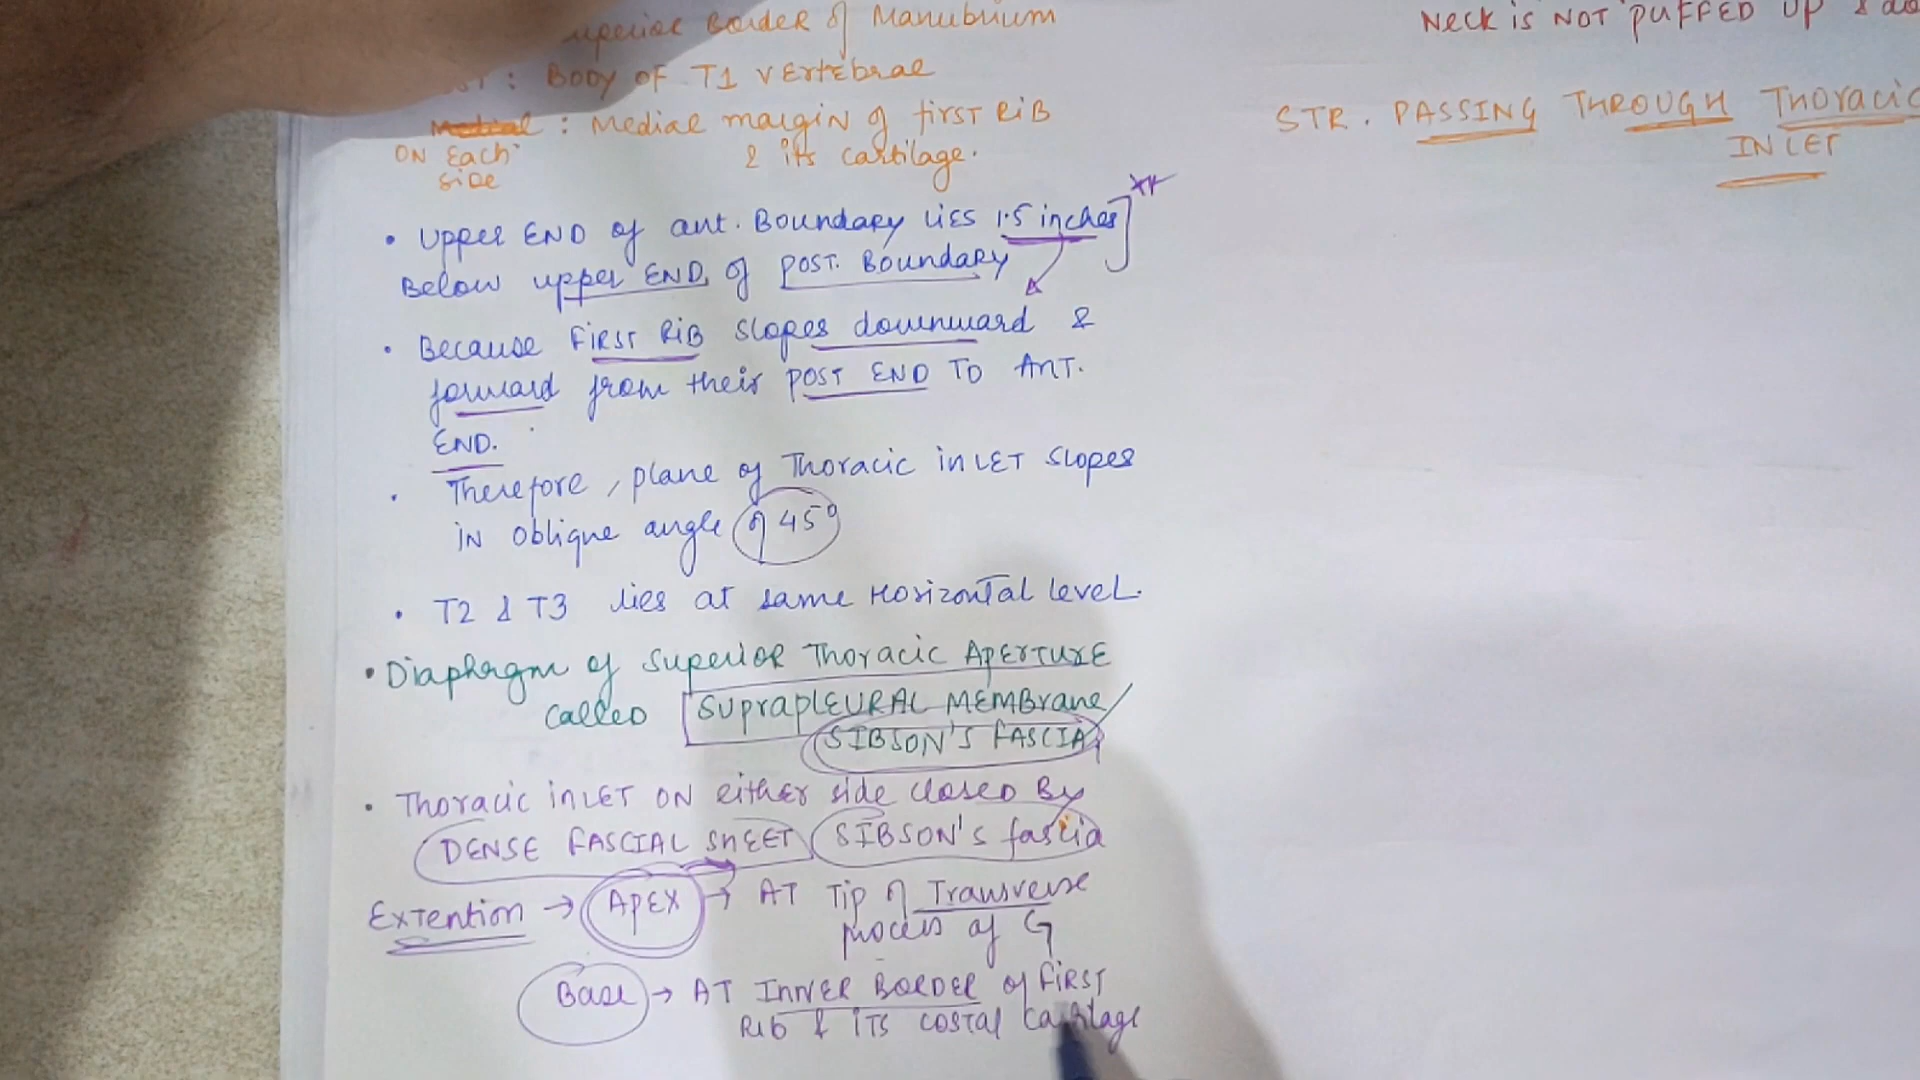 superior Border of Manubrium
: Body of T1 vertebrae
Medial : Medial margin of first Rib
ON Each & its cartilage.
Side
• Upper END of ant. Boundary lies 1.5 inches
Below upper END of POST. Boundary
• Because First Rib slopes downward &
forward from their post END TO ANT.
END.
• Therefore, plane of Thoracic inLET slopes
in oblique angle of 45°
• T2 & T3 lies at same Horizontal level.
• Diaphragm of Superior Thoracic Aperture
called Suprapleural Membrane/
SIBSON'S FASCIA
• Thoracic inLET ON either side closed By
DENSE FASCIAL SHEET SIBSON'S fascia
Extention → Apex → AT Tip of Transverse
process of C7
Base → AT INNER BORDER of FIRST
Rib & ITS costal cartilage
Neck is NOT puffed up &
STR. PASSING THROUGH Thoracic
INLET